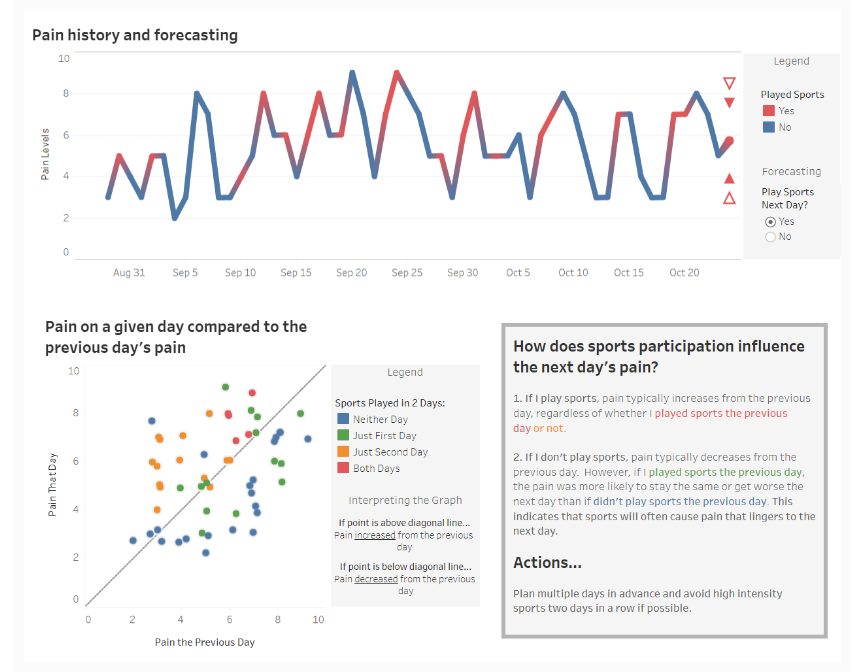 Pain history and forecasting
10
8
6
4
2
0
Pain Levels
Aug 31 Sep 5 Sep 10 Sep 15 Sep 20 Sep 25 Sep 30 Oct 5 Oct 10 Oct 15 Oct 20
Legend
Played Sports
Yes
No
Forecasting
Play Sports
Next Day?
Yes
No
Pain on a given day compared to the
previous day's pain
10
8
6
4
2
0
Pain That Day
0 2 4 6 8 10
Pain the Previous Day
Legend
Sports Played in 2 Days:
Neither Day
Just First Day
Just Second Day
Both Days
Interpreting the Graph
If point is above diagonal line...
Pain increased from the previous
day
If point is below diagonal line...
Pain decreased from the previous
day
How does sports participation influence
the next day's pain?
1. If I play sports, pain typically increases from the previous
day, regardless of whether I played sports the previous
day or not.
2. If I don't play sports, pain typically decreases from the
previous day. However, if I played sports the previous day,
the pain was more likely to stay the same or get worse the
next day than if didn't play sports the previous day. This
indicates that sports will often cause pain that lingers to the
next day.
Actions...
Plan multiple days in advance and avoid high intensity
sports two days in a row if possible.